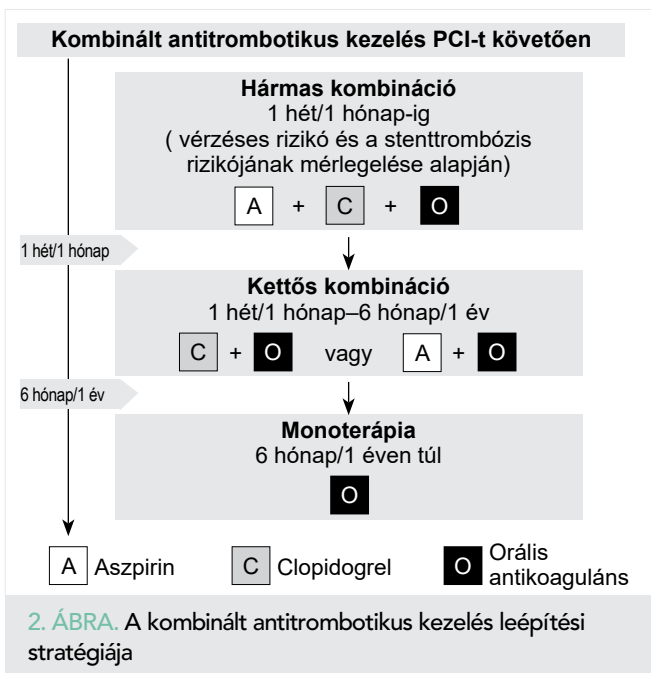 Kombinált antitrombotikus kezelés PCI-t követően
Hármas kombináció
1 hét/1 hónap-ig
( vérzéses rizikó és a stenttrombózis
rizikójának mérlegelése alapján)
A + C + O
1 hét/1 hónap
Kettős kombináció
1 hét/1 hónap–6 hónap/1 év
C + O vagy A + O
6 hónap/1 év
Monoterápia
6 hónap/1 éven túl
O
A Aszpirin C Clopidogrel O Orális
antikoaguláns
2. ÁBRA. A kombinált antitrombotikus kezelés leépítési
stratégiája